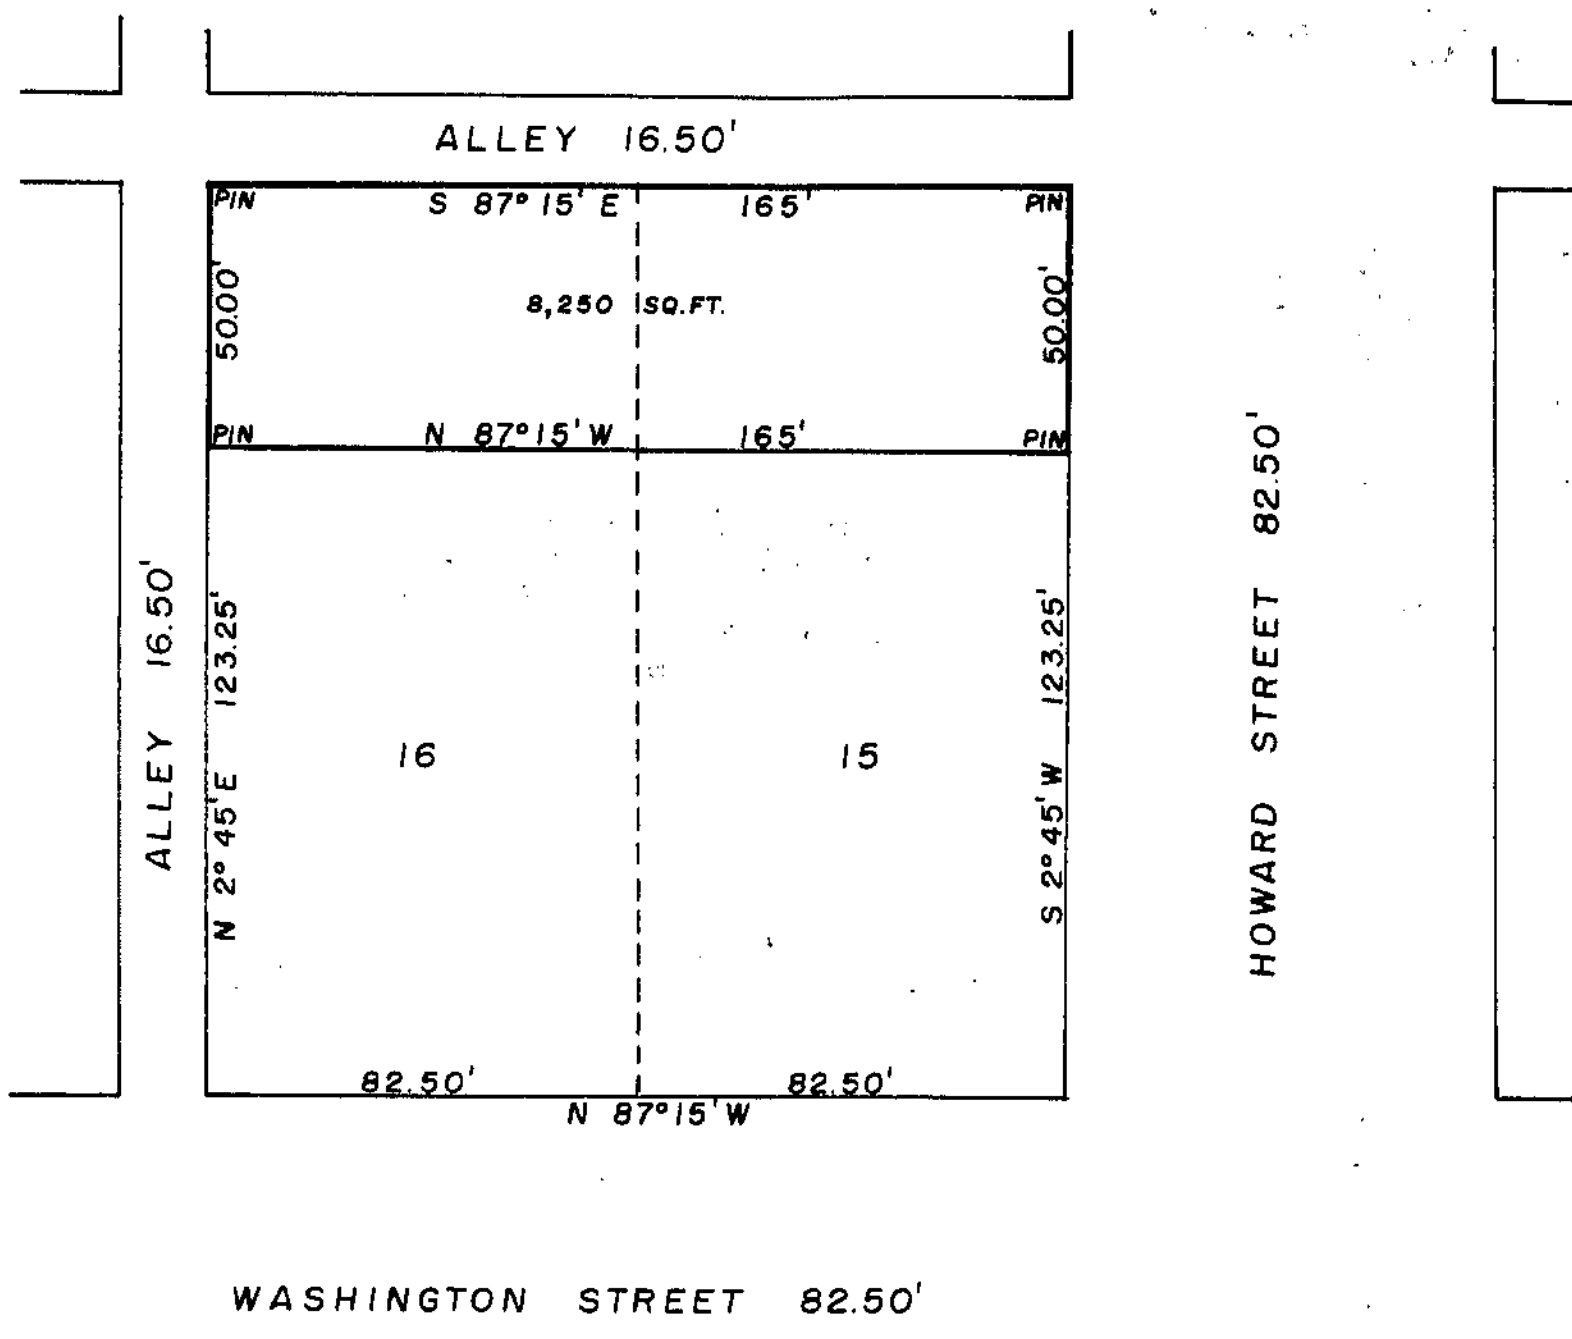 ALLEY 16.50'
PIN
S 87° 15' E 165'
PIN
50.00'
8,250 SQ.FT.
50.00'
PIN
N 87° 15' W 165'
PIN
ALLEY 16.50'
N 2° 45' E 123.25'
16
15
S 2° 45' W 123.25'
HOWARD STREET 82.50'
82.50'
82.50'
N 87° 15' W
WASHINGTON STREET 82.50'